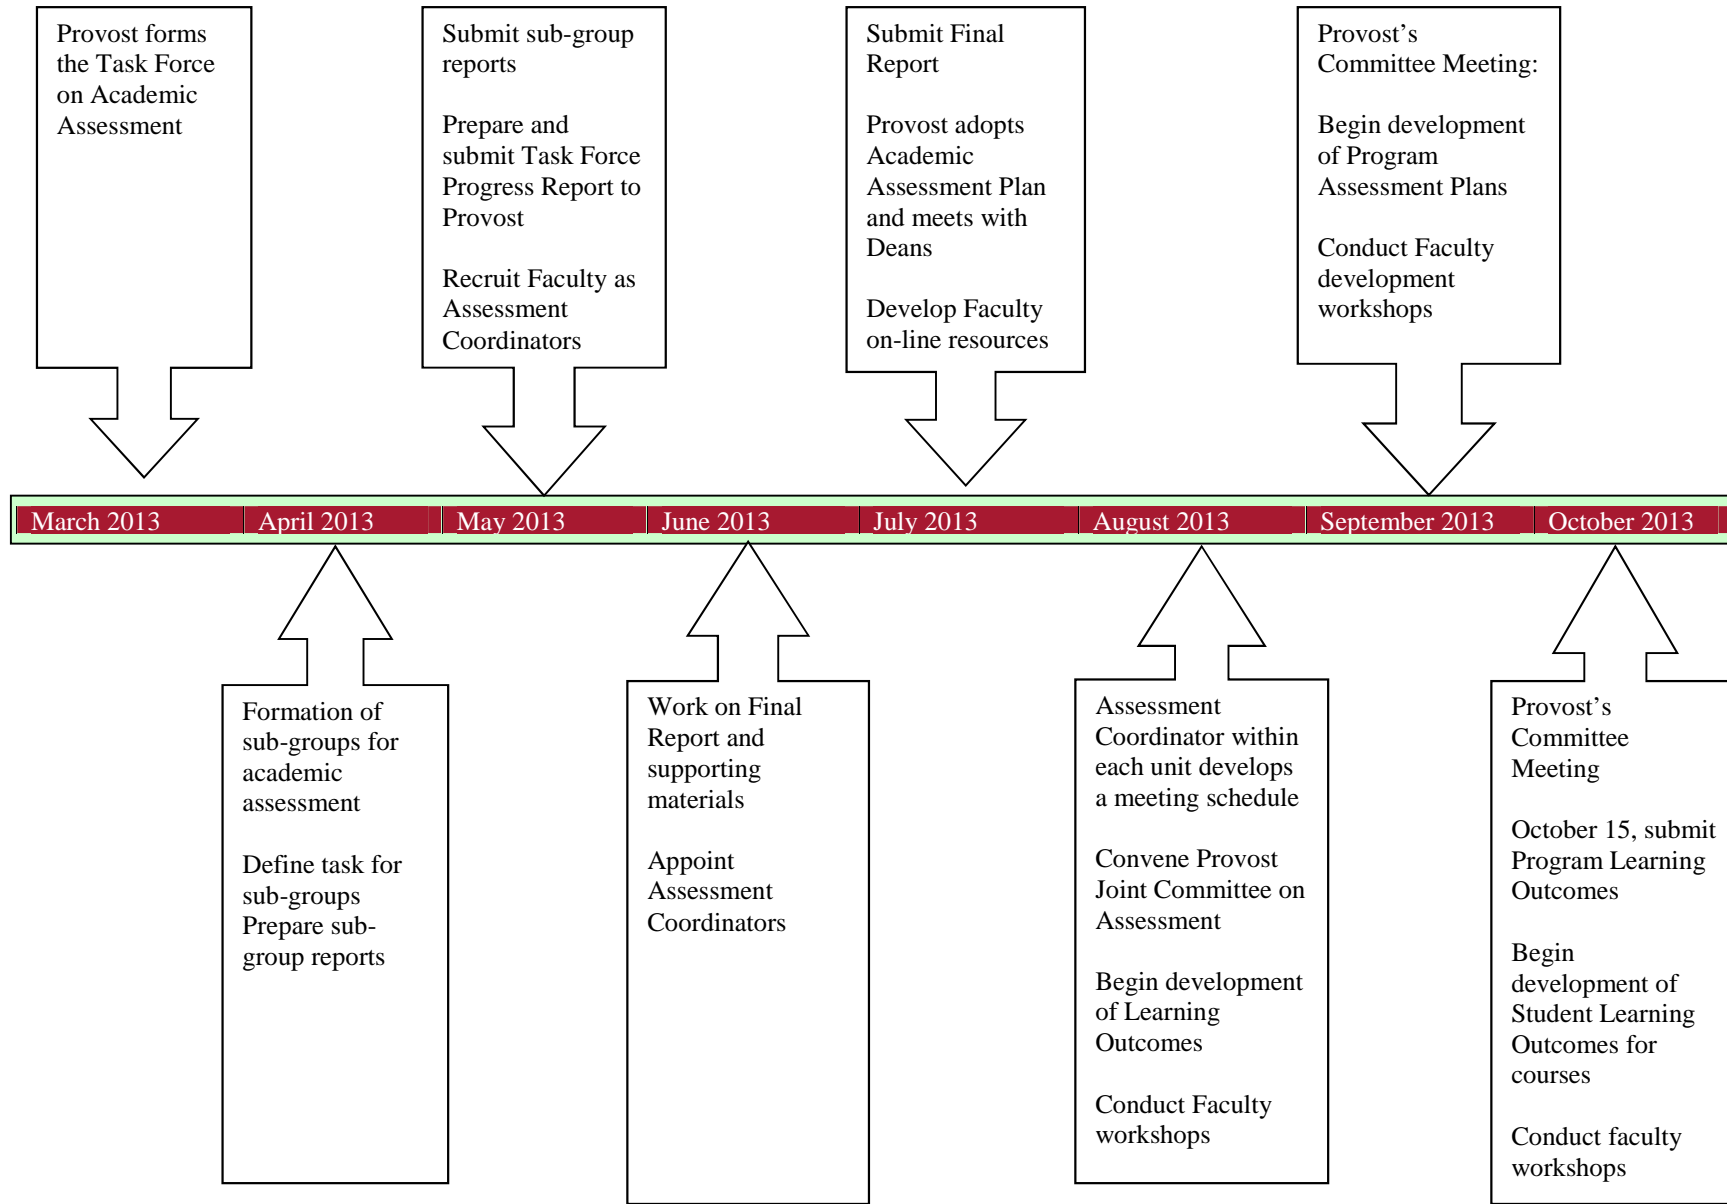 Provost forms
the Task Force
on Academic
Assessment
Submit sub-group
reports
Prepare and
submit Task Force
Progress Report to
Provost
Recruit Faculty as
Assessment
Coordinators
Submit Final
Report
Provost adopts
Academic
Assessment Plan
and meets with
Deans
Develop Faculty
on-line resources
Provost’s
Committee Meeting:
Begin development
of Program
Assessment Plans
Conduct Faculty
development
workshops
March 2013
April 2013
May 2013
June 2013
July 2013
August 2013
September 2013
October 2013
Formation of
sub-groups for
academic
assessment
Define task for
sub-groups
Prepare sub-
group reports
Work on Final
Report and
supporting
materials
Appoint
Assessment
Coordinators
Assessment
Coordinator within
each unit develops
a meeting schedule
Convene Provost
Joint Committee on
Assessment
Begin development
of Learning
Outcomes
Conduct Faculty
workshops
Provost’s
Committee
Meeting
October 15, submit
Program Learning
Outcomes
Begin
development of
Student Learning
Outcomes for
courses
Conduct faculty
workshops